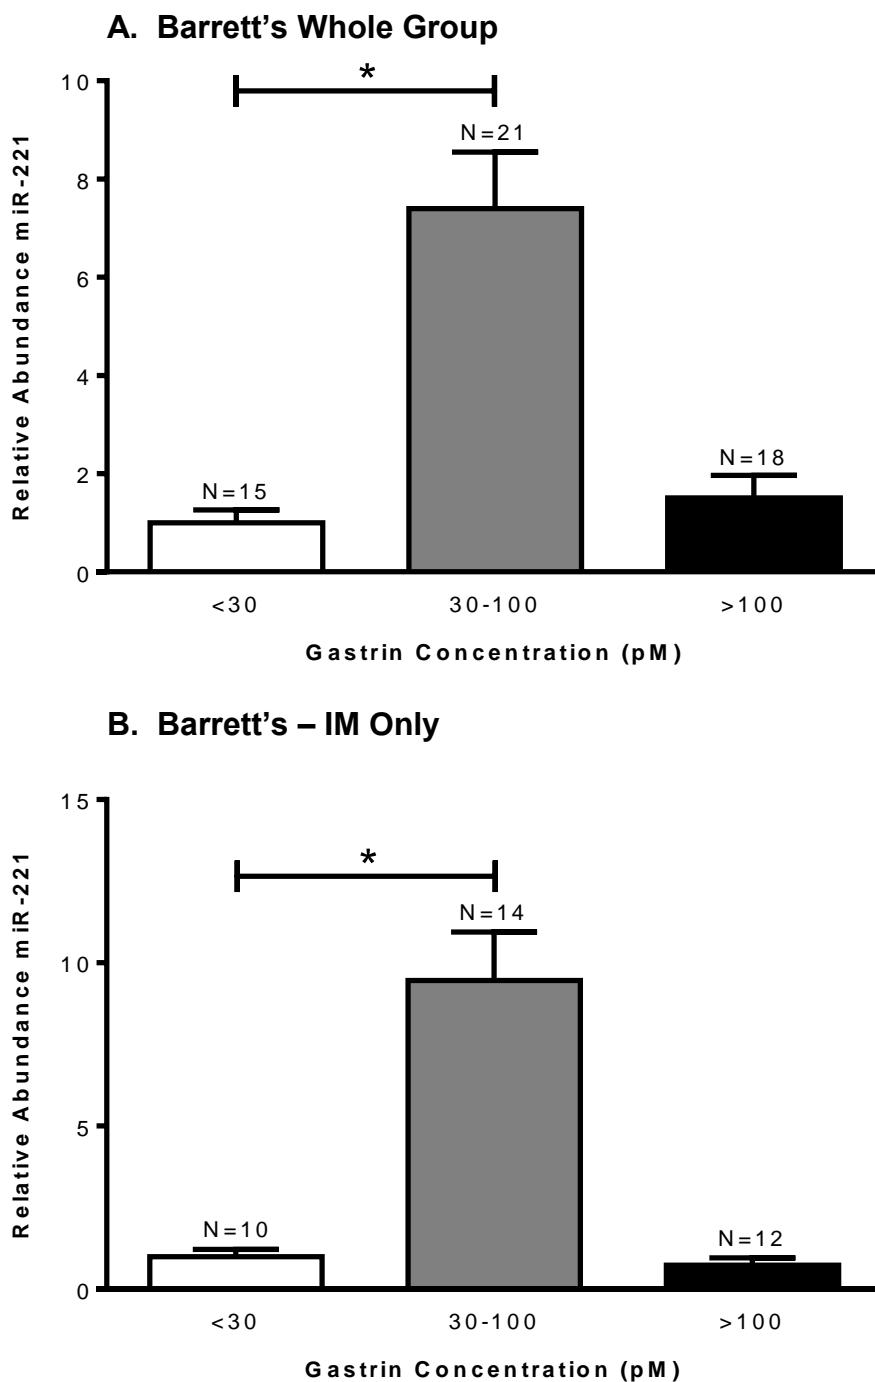 A. Barrett’s Whole Group
*
10
N=21
8
6
4
N=18
2
N=15
0
Relative Abundance miR-221
<30 30-100 >100
Gastrin Concentration (pM)
B. Barrett’s – IM Only
15
*
N=14
10
5
N=10 N=12
0
Relative Abundance miR-221
<30 30-100 >100
Gastrin Concentration (pM)